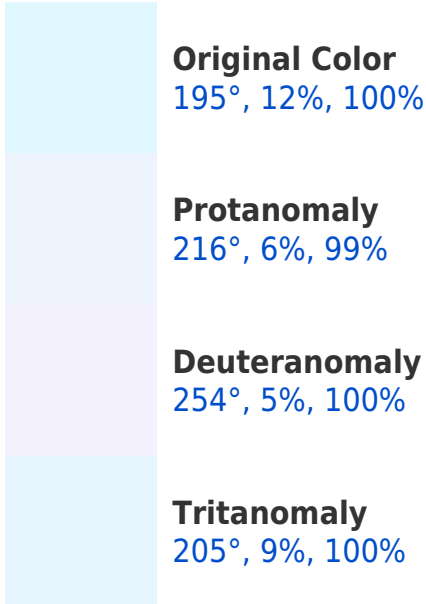 Original Color
195°, 12%, 100%
Protanomaly
216°, 6%, 99%
Deuteranomaly
254°, 5%, 100%
Tritanomaly
205°, 9%, 100%